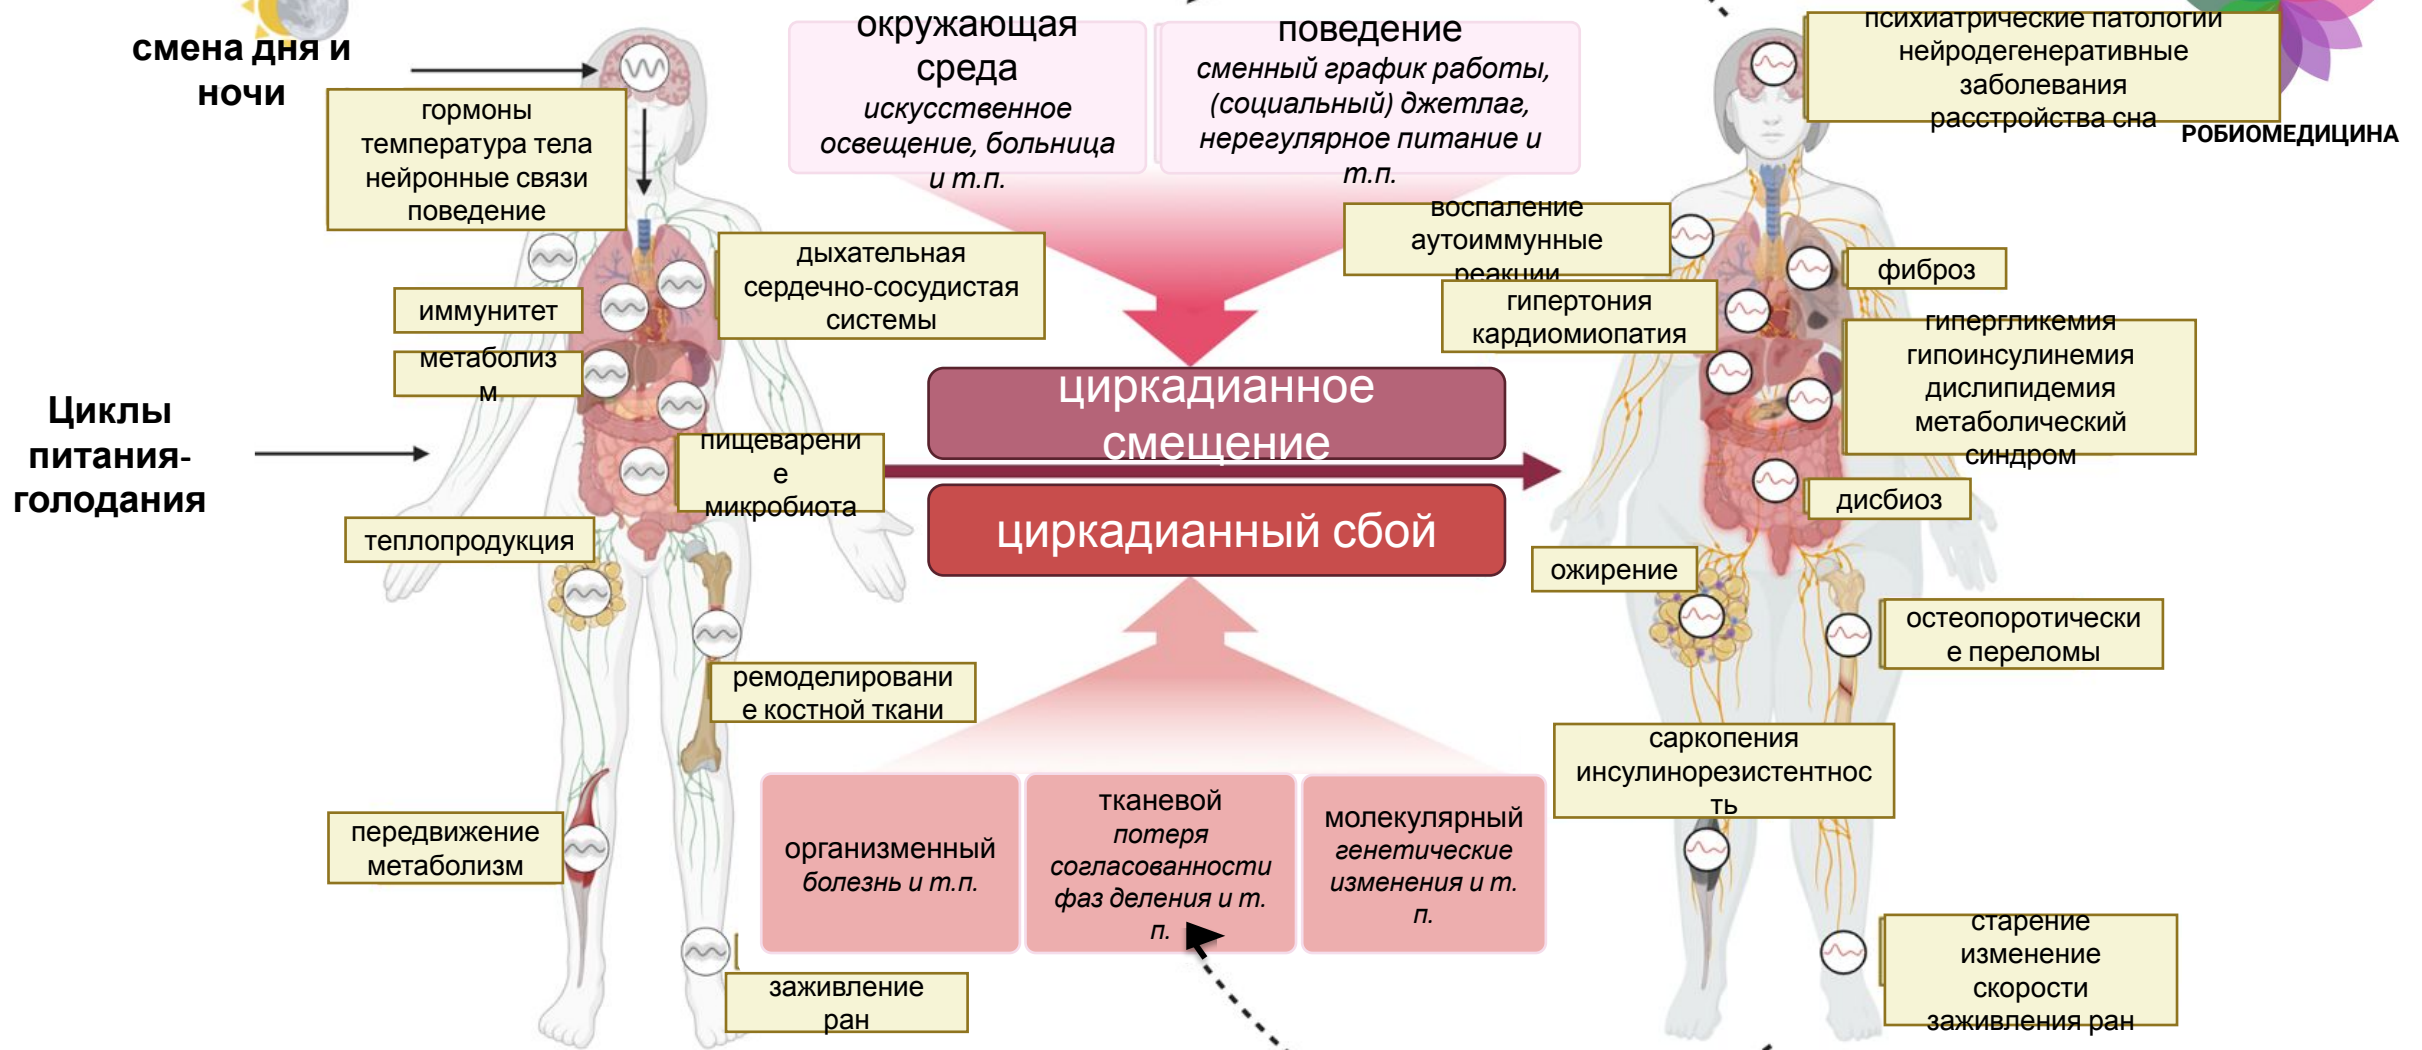 смена дня и
ночи
гормоны
температура тела
нейронные связи
поведение
иммунитет
метаболиз
м
дыхательная
сердечно-сосудистая
системы
Циклы
питания-
голодания
пищеварени
е
микробиота
теплопродукция
ремоделировани
е костной ткани
передвижение
метаболизм
заживление
ран
окружающая
среда
искусственное
освещение, больница
и т.п.
поведение
сменный график работы,
(социальный) джетлаг,
нерегулярное питание и
т.п.
циркадианное
смещение
циркадианный сбой
организменный
болезнь и т.п.
тканевой
потеря
согласованности
фаз деления и т.
п.
молекулярный
генетические
изменения и т.
п.
психиатрические патологии
нейродегенеративные
заболевания
расстройства сна
РОБИОМЕДИЦИНА
воспаление
аутоиммунные
реакции
гипертония
кардиомиопатия
фиброз
гипергликемия
гипоинсулинемия
дислипидемия
метаболический
синдром
дисбиоз
ожирение
остеопоротически
е переломы
саркопения
инсулинорезистентнос
ть
старение
изменение
скорости
заживления ран